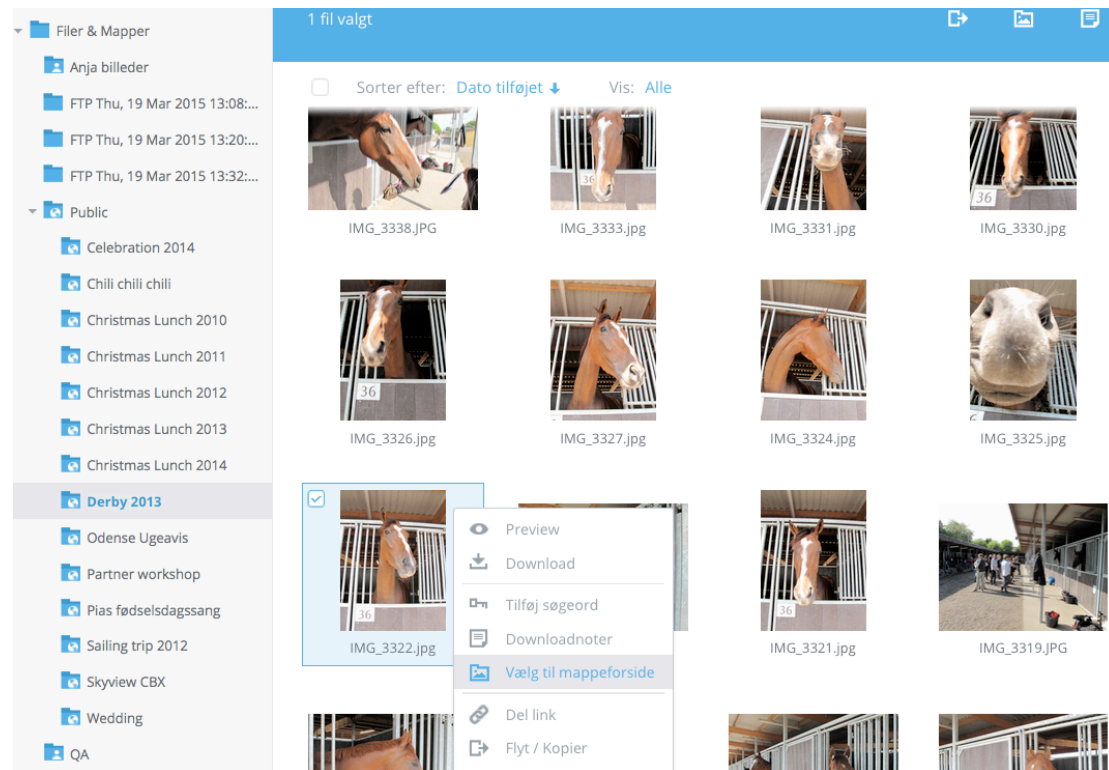 Filer & Mapper
Anja billeder
FTP Thu, 19 Mar 2015 13:08:...
FTP Thu, 19 Mar 2015 13:20:...
FTP Thu, 19 Mar 2015 13:32:...
Public
Celebration 2014
Chili chili chili
Christmas Lunch 2010
Christmas Lunch 2011
Christmas Lunch 2012
Christmas Lunch 2013
Christmas Lunch 2014
Derby 2013
Odense Ugeavis
Partner workshop
Pias fødselsdagssang
Sailing trip 2012
Skyview CBX
Wedding
QA
1 fil valgt
Sorter efter: Dato tilføjet Vis: Alle
36
36
IMG_3338.JPG IMG_3333.jpg IMG_3331.jpg IMG_3330.jpg
36
IMG_3326.jpg IMG_3327.jpg IMG_3324.jpg IMG_3325.jpg
36
36
IMG_3322.jpg IMG_3321.jpg IMG_3319.JPG
Preview
Download
Tilføj søgeord
Downloadnoter
Vælg til mappeforside
Del link
Flyt / Kopier